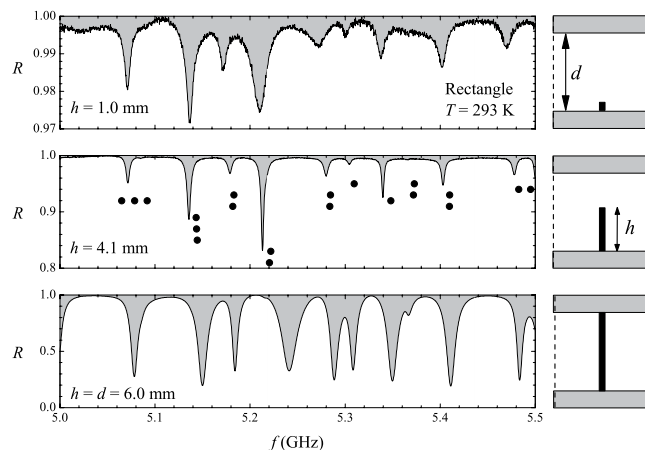 1.00
0.99
0.98
0.97
R
h = 1.0 mm
Rectangle
T = 293 K
d
1.0
0.9
0.8
R
h = 4.1 mm
h
1.0
0.5
0.0
R
h = d = 6.0 mm
5.0 5.1 5.2 5.3 5.4 5.5
f (GHz)